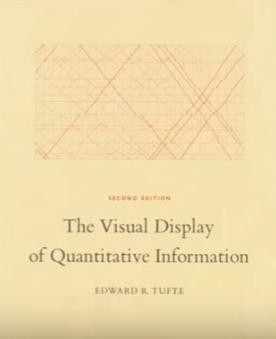 SECOND EDITION
The Visual Display
of Quantitative Information
EDWARD R. TUFTE